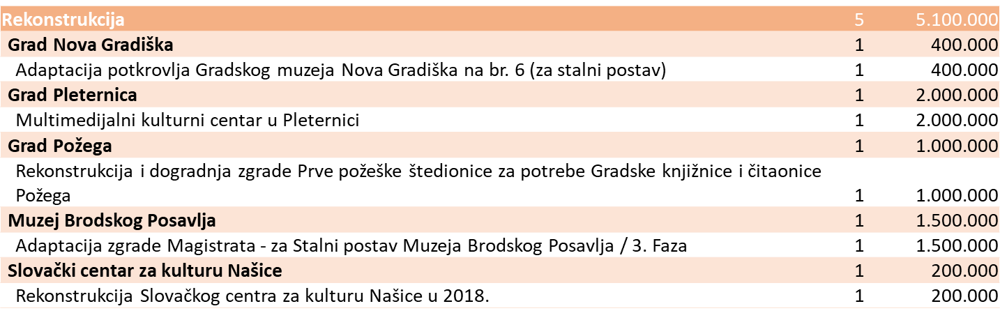 Rekonstrukcija 5 5.100.000
Grad Nova Gradiška 1 400.000
Adaptacija potkrovlja Gradskog muzeja Nova Gradiška na br. 6 (za stalni postav) 1 400.000
Grad Pleternica 1 2.000.000
Multimedijalni kulturni centar u Pleternici 1 2.000.000
Grad Požega 1 1.000.000
Rekonstrukcija i dogradnja zgrade Prve požeške štedionice za potrebe Gradske knjižnice i čitaonice
Požega 1 1.000.000
Muzej Brodskog Posavlja 1 1.500.000
Adaptacija zgrade Magistrata - za Stalni postav Muzeja Brodskog Posavlja / 3. Faza 1 1.500.000
Slovački centar za kulturu Našice 1 200.000
Rekonstrukcija Slovačkog centra za kulturu Našice u 2018. 1 200.000